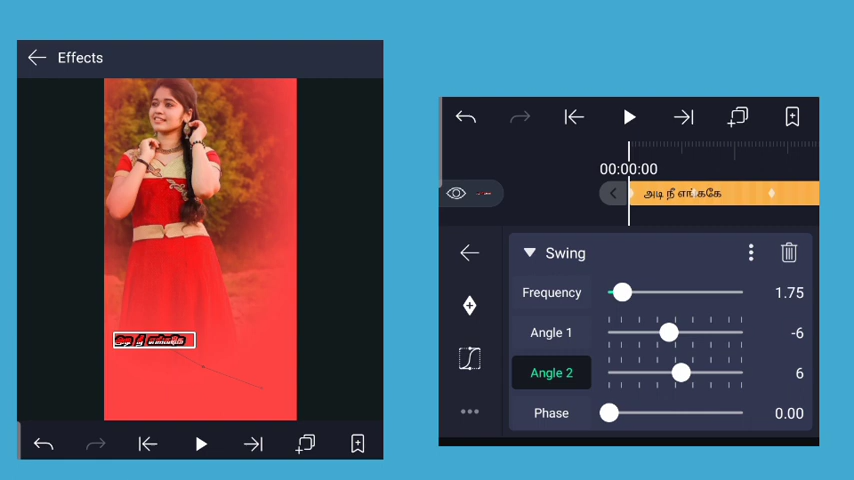 Effects
00:00:00
அடி நீ எங்ககே
Swing
Frequency
1.75
Angle 1
-6
Angle 2
6
Phase
0.00